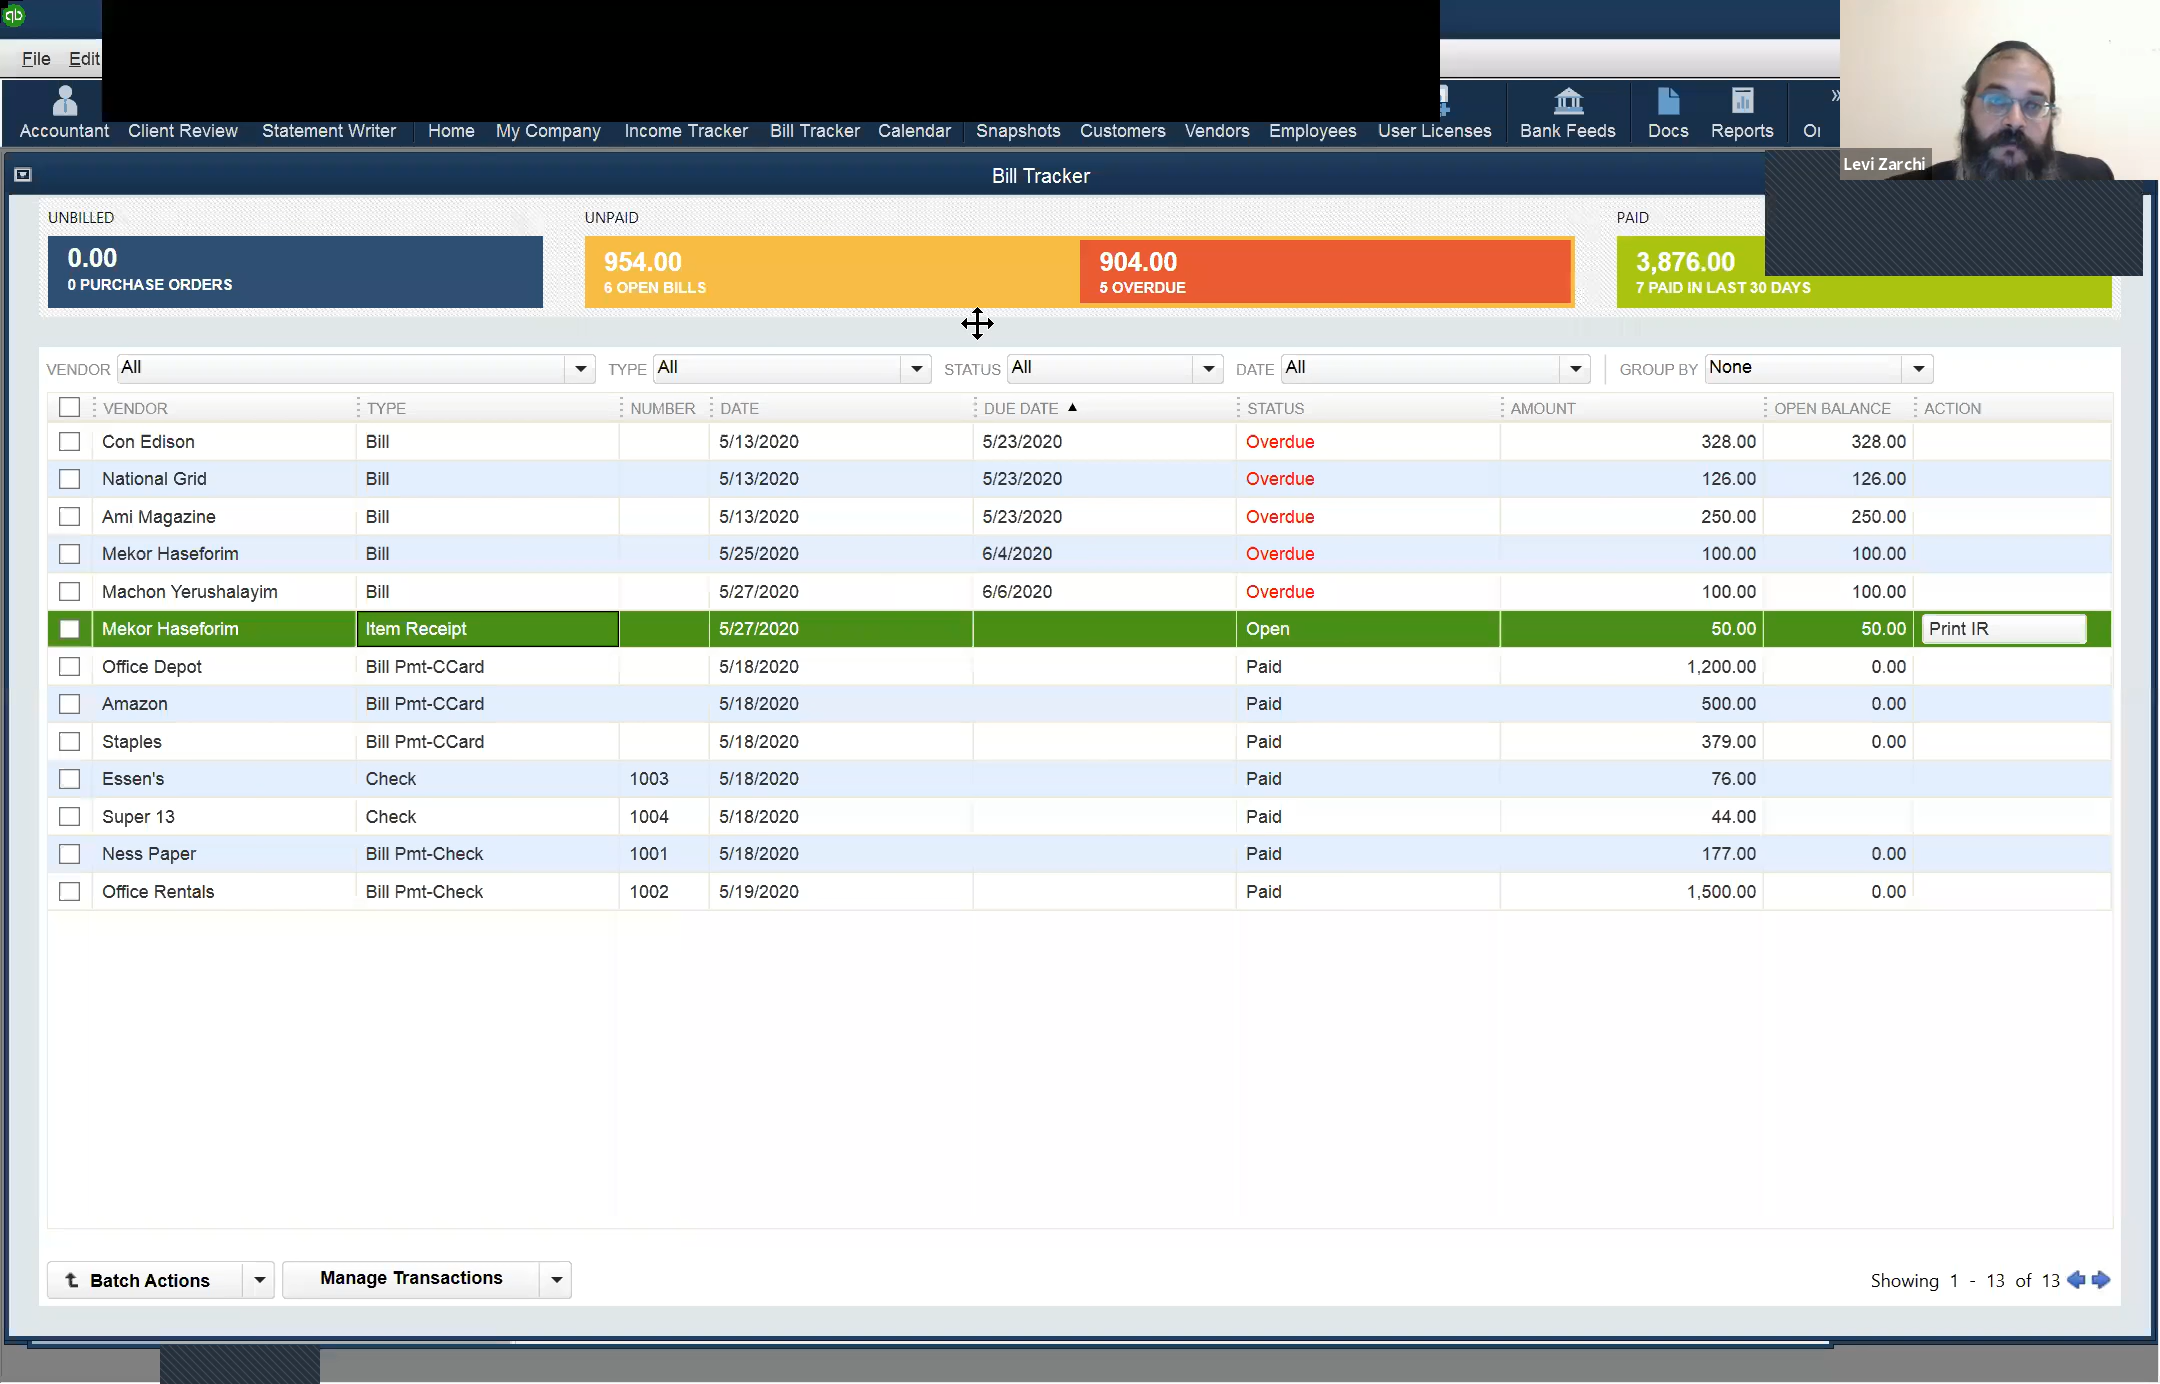 qb
File Edit
Accountant Client Review Statement Writer Home My Company Income Tracker Bill Tracker Calendar Snapshots Customers Vendors Employees User Licenses Bank Feeds Docs Reports
Levi Zarchi
Bill Tracker
UNBILLED UNPAID PAID
0.00 954.00 904.00 3,876.00
0 PURCHASE ORDERS 6 OPEN BILLS 5 OVERDUE 7 PAID IN LAST 30 DAYS
VENDOR All TYPE All STATUS All DATE All GROUP BY None
VENDOR TYPE NUMBER DATE DUE DATE STATUS AMOUNT OPEN BALANCE ACTION
Con Edison Bill 5/13/2020 5/23/2020 Overdue 328.00 328.00
National Grid Bill 5/13/2020 5/23/2020 Overdue 126.00 126.00
Ami Magazine Bill 5/13/2020 5/23/2020 Overdue 250.00 250.00
Mekor Haseforim Bill 5/25/2020 6/4/2020 Overdue 100.00 100.00
Machon Yerushalayim Bill 5/27/2020 6/6/2020 Overdue 100.00 100.00
Mekor Haseforim Item Receipt 5/27/2020 Open 50.00 50.00 Print IR
Office Depot Bill Pmt-CCard 5/18/2020 Paid 1,200.00 0.00
Amazon Bill Pmt-CCard 5/18/2020 Paid 500.00 0.00
Staples Bill Pmt-CCard 5/18/2020 Paid 379.00 0.00
Essen's Check 1003 5/18/2020 Paid 76.00
Super 13 Check 1004 5/18/2020 Paid 44.00
Ness Paper Bill Pmt-Check 1001 5/18/2020 Paid 177.00 0.00
Office Rentals Bill Pmt-Check 1002 5/19/2020 Paid 1,500.00 0.00
Batch Actions Manage Transactions Showing 1 - 13 of 13